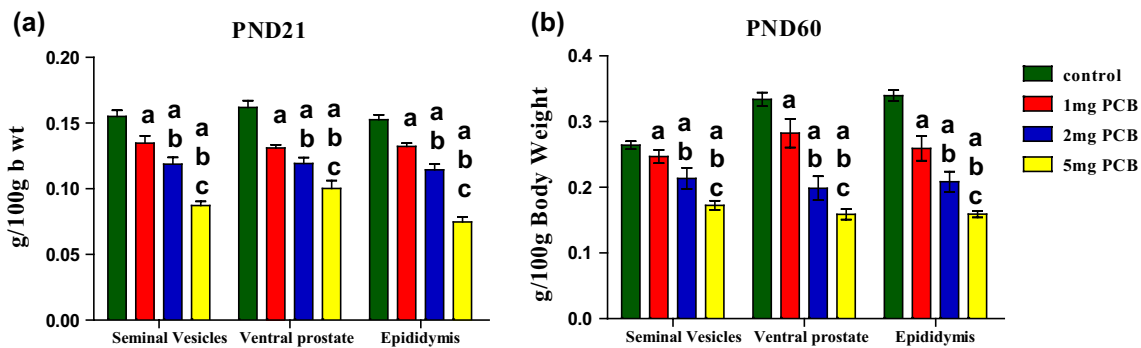 (a)
PND21
g/100g b wt
0.20
0.15
0.10
0.05
0.00
a
a
b
a
b
c
a
a
b
a
b
c
a
a
b
a
b
c
Seminal Vesicles
Ventral prostate
Epididymis
(b)
PND60
g/100g Body Weight
0.4
0.3
0.2
0.1
0.0
a
a
b
a
b
c
a
a
b
a
b
c
a
a
b
a
b
c
Seminal Vesicles
Ventral prostate
Epididymis
control
1mg PCB
2mg PCB
5mg PCB